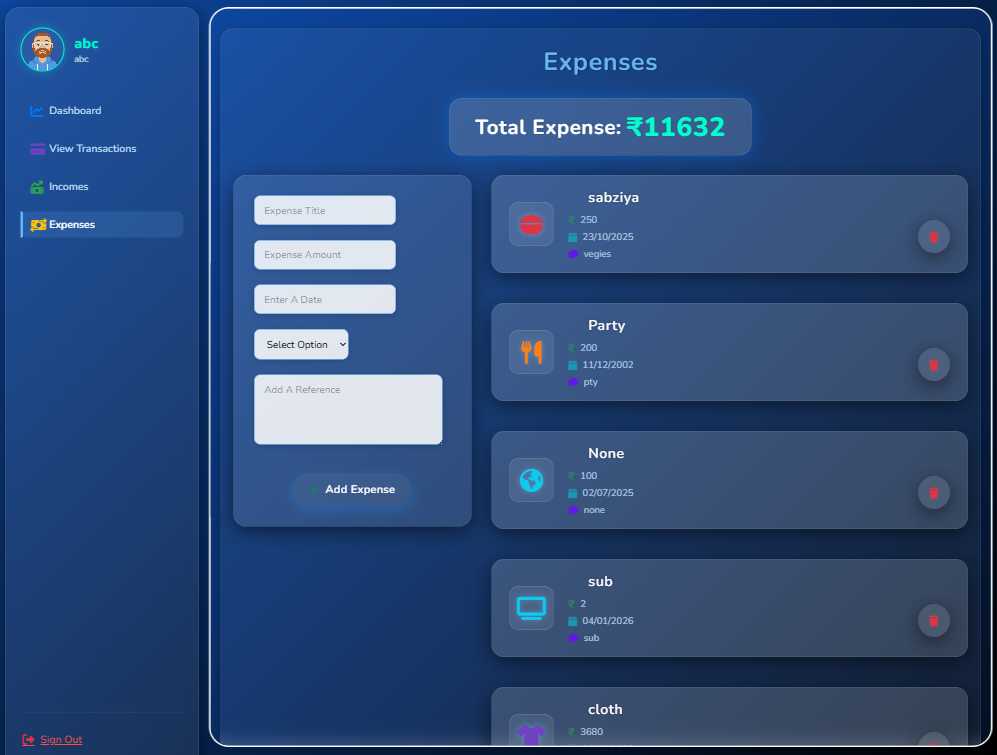 abc
abc
Dashboard
View Transactions
Incomes
Expenses
Sign Out
Expenses
Total Expense: ₹11632
Expense Title
Expense Amount
Enter A Date
Select Option
Add A Reference
+ Add Expense
sabziya
₹ 250
23/10/2025
vegies
Party
₹ 200
11/12/2002
pty
None
₹ 100
02/07/2025
none
sub
₹ 2
04/01/2026
sub
cloth
₹ 3680